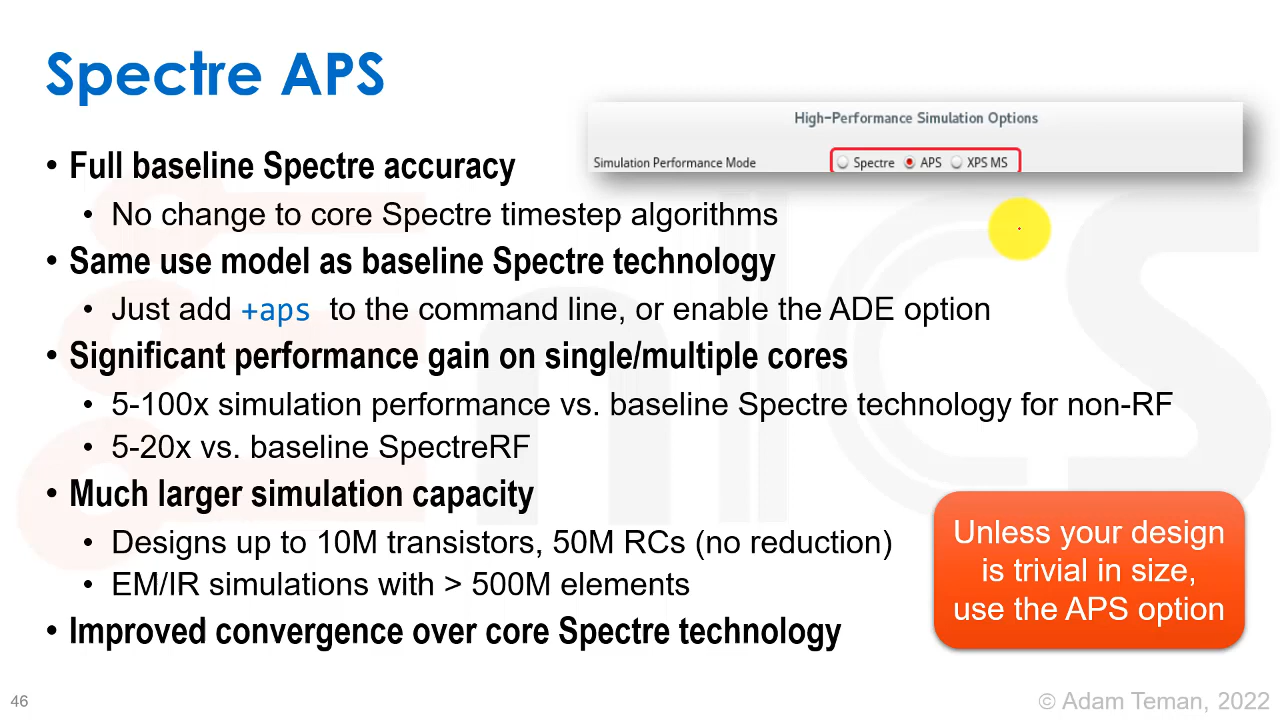 Spectre APS
High-Performance Simulation Options
Simulation Performance Mode Spectre APS XPS MS
• Full baseline Spectre accuracy
• No change to core Spectre timestep algorithms
• Same use model as baseline Spectre technology
• Just add +aps to the command line, or enable the ADE option
• Significant performance gain on single/multiple cores
• 5-100x simulation performance vs. baseline Spectre technology for non-RF
• 5-20x vs. baseline SpectreRF
• Much larger simulation capacity
• Designs up to 10M transistors, 50M RCs (no reduction)
• EM/IR simulations with > 500M elements
• Improved convergence over core Spectre technology
Unless your design
is trivial in size,
use the APS option
46
© Adam Teman, 2022